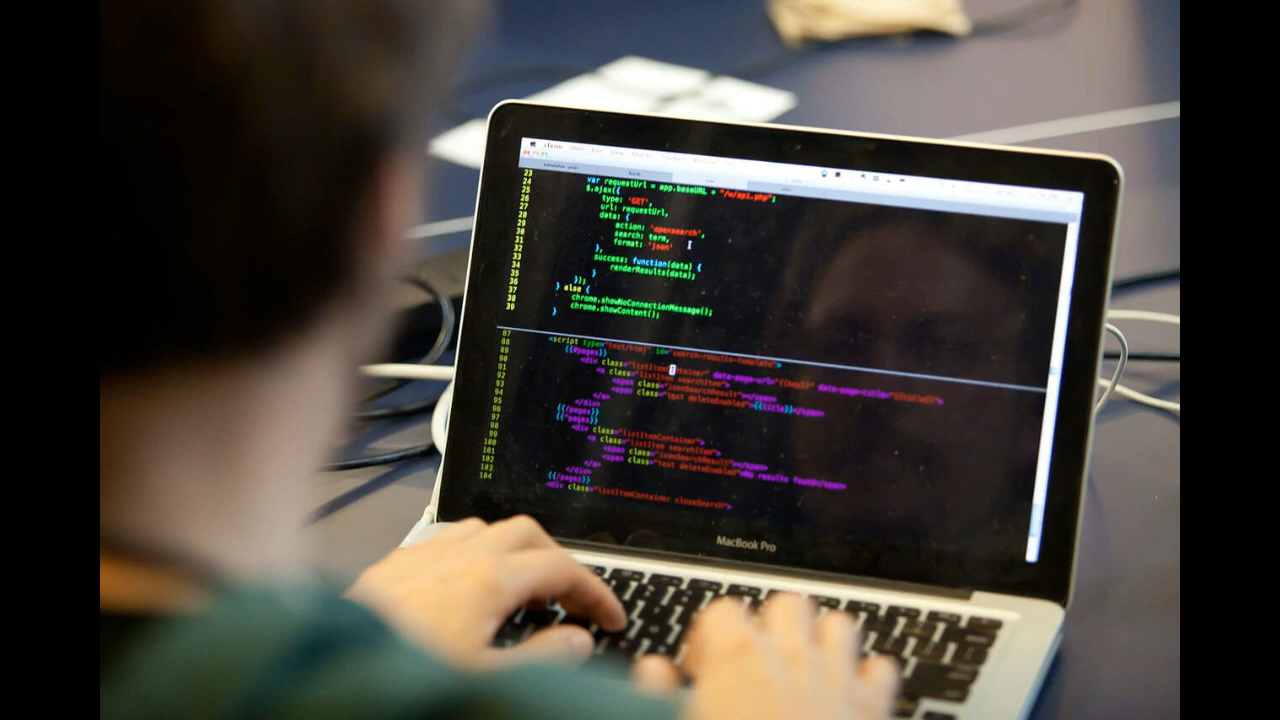 23
24 var requestUrl = app.baseURL + "/w/api.php";
25 $.ajax({
26 type: 'GET',
27 url: requestUrl,
28 data: {
29 action: 'opensearch',
30 search: term,
31 format: 'json'
32 },
33 success: function(data) {
34 renderResults(data);
35 }
36 });
37 } else {
38 chrome.showNoConnectionMessage();
39 chrome.showContent();
}
87
88 <script type="text/html" id="search-results-template">
89 {{#pages}}
90 <div class="listItemContainer" data-page-url="{{key}}" data-page-title="{{title}}">
91 <a class="listItem searchItem">
92 <span class="iconSearchResult"></span>
93 <span class="text deleteEnabled">{{title}}</span>
94 </a>
95 </div>
96 {{/pages}}
97 {{^pages}}
98 <div class="listItemContainer">
99 <a class="listItem searchItem">
100 <span class="iconSearchResult"></span>
101 <span class="text deleteEnabled">No results found</span>
102 </a>
103 </div>
104 {{/pages}}
<div class="listItemContainer closeSearch">
MacBook Pro